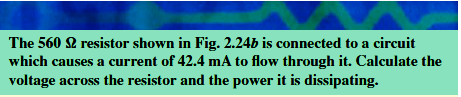 The 560 Ω resistor shown in Fig. 2.24b is connected to a circuit
which causes a current of 42.4 mA to flow through it. Calculate the
voltage across the resistor and the power it is dissipating.